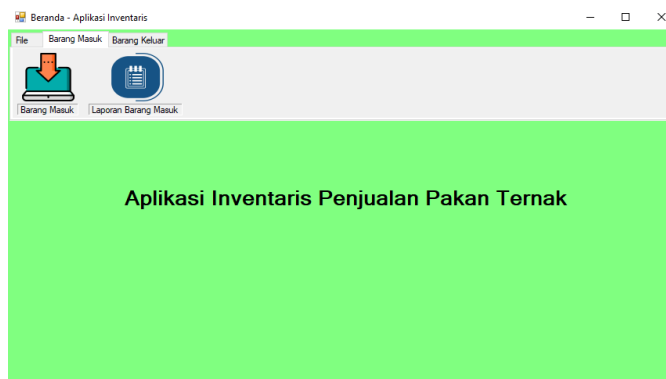 Beranda - Aplikasi Inventaris
File Barang Masuk Barang Keluar
Barang Masuk Laporan Barang Masuk
Aplikasi Inventaris Penjualan Pakan Ternak